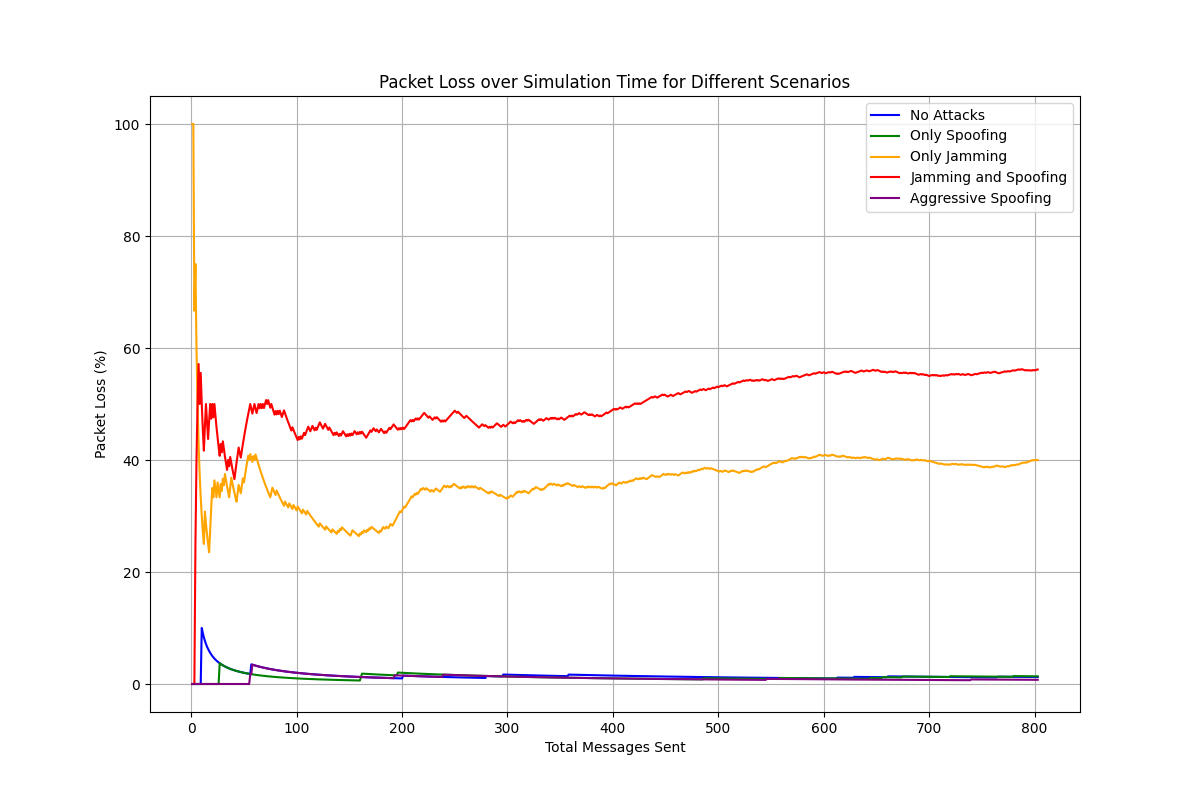 Packet Loss over Simulation Time for Different Scenarios
No Attacks
Only Spoofing
Only Jamming
Jamming and Spoofing
Aggressive Spoofing
100
80
60
40
20
0
Packet Loss (%)
0 100 200 300 400 500 600 700 800
Total Messages Sent